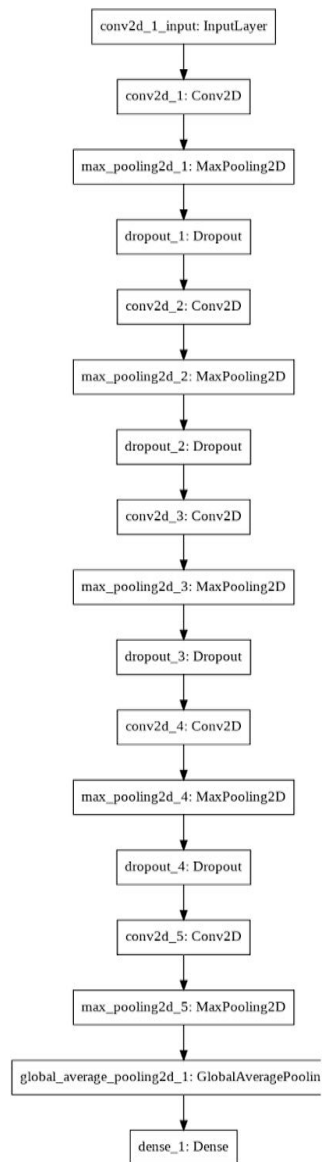 conv2d_1_input: InputLayer
conv2d_1: Conv2D
max_pooling2d_1: MaxPooling2D
dropout_1: Dropout
conv2d_2: Conv2D
max_pooling2d_2: MaxPooling2D
dropout_2: Dropout
conv2d_3: Conv2D
max_pooling2d_3: MaxPooling2D
dropout_3: Dropout
conv2d_4: Conv2D
max_pooling2d_4: MaxPooling2D
dropout_4: Dropout
conv2d_5: Conv2D
max_pooling2d_5: MaxPooling2D
global_average_pooling2d_1: GlobalAveragePoolin
dense_1: Dense